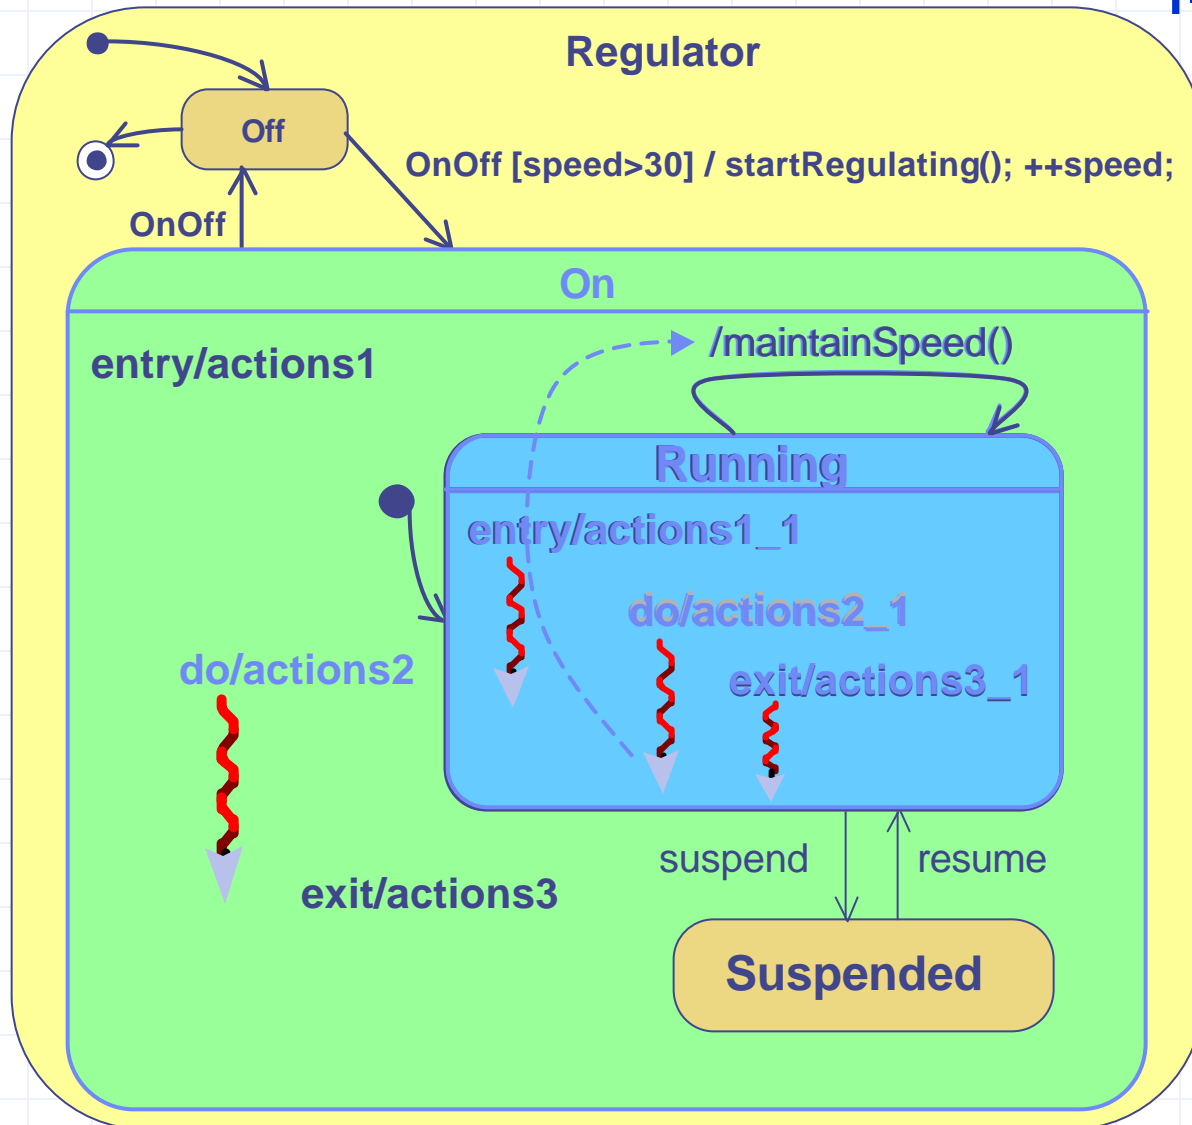 Regulator
Off
OnOff [speed>30] / startRegulating(); ++speed;
OnOff
On
/maintainSpeed()
entry/actions1
Running
entry/actions1_1
do/actions2_1
do/actions2
exit/actions3_1
suspend
resume
exit/actions3
Suspended